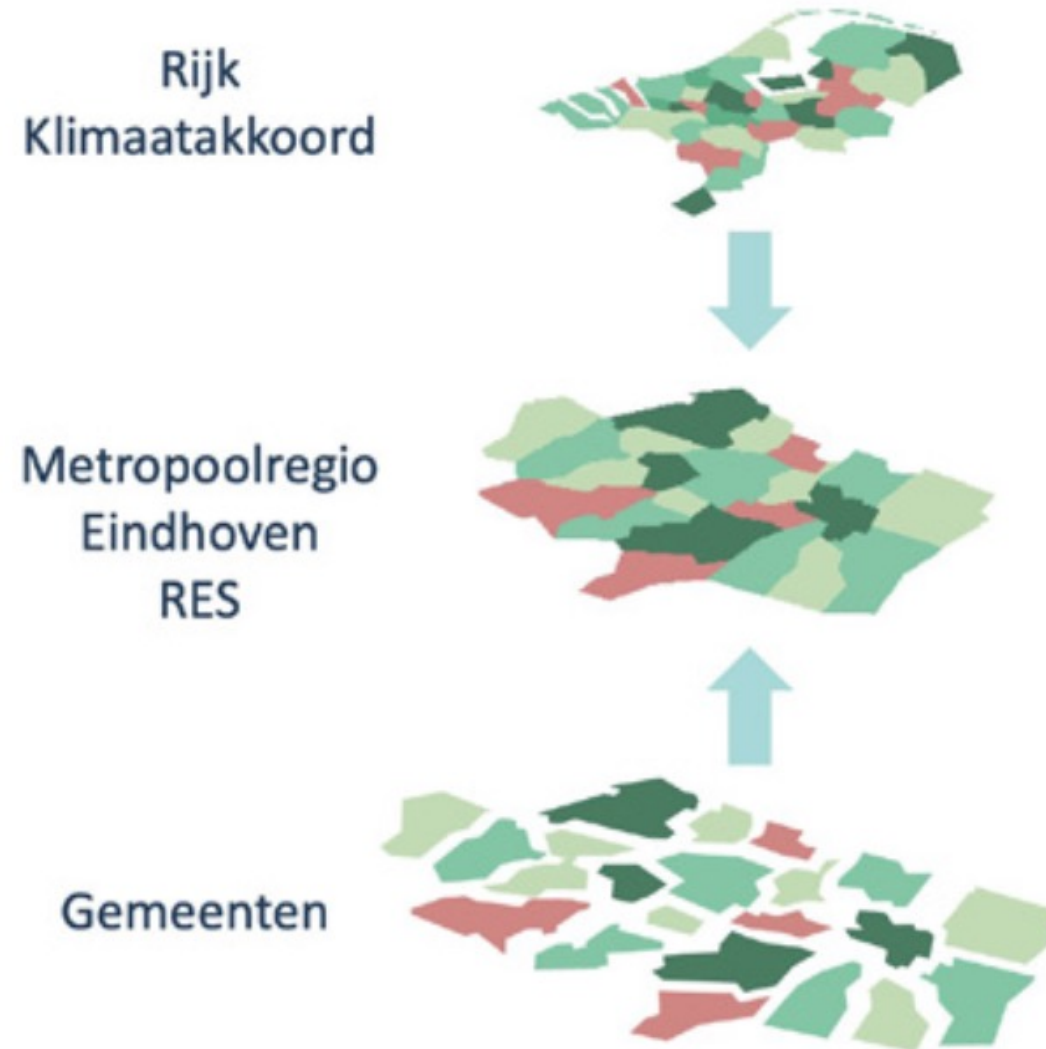 Rijk
Klimaatakkoord
Metropoolregio
Eindhoven
RES
Gemeenten